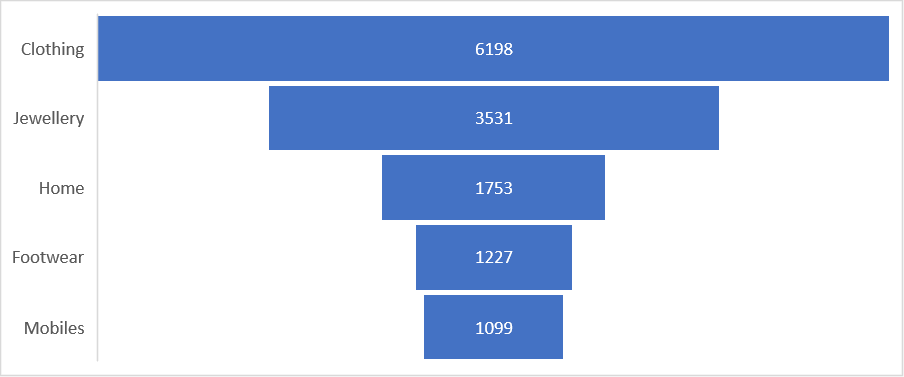 Clothing 6198
Jewellery 3531
Home 1753
Footwear 1227
Mobiles 1099